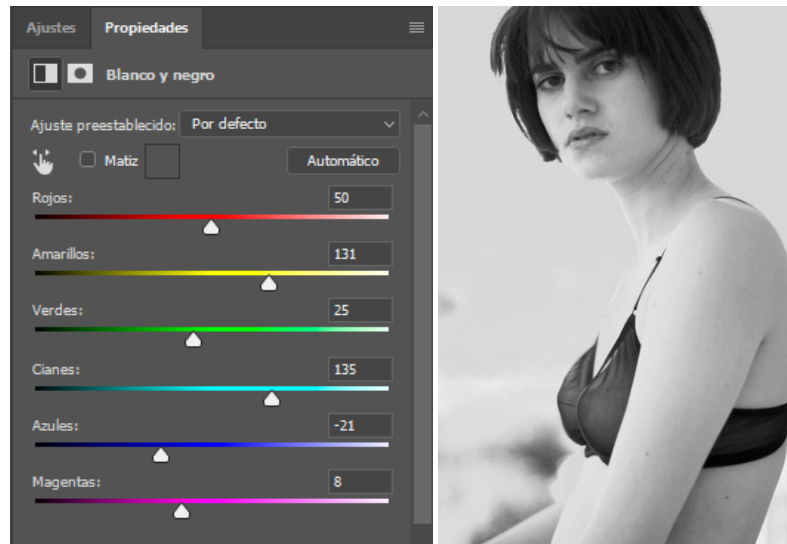 Ajustes Propiedades
Blanco y negro
Ajuste preestablecido: Por defecto
Matiz Automático
Rojos: 50
Amarillos: 131
Verdes: 25
Cianes: 135
Azules: -21
Magentas: 8